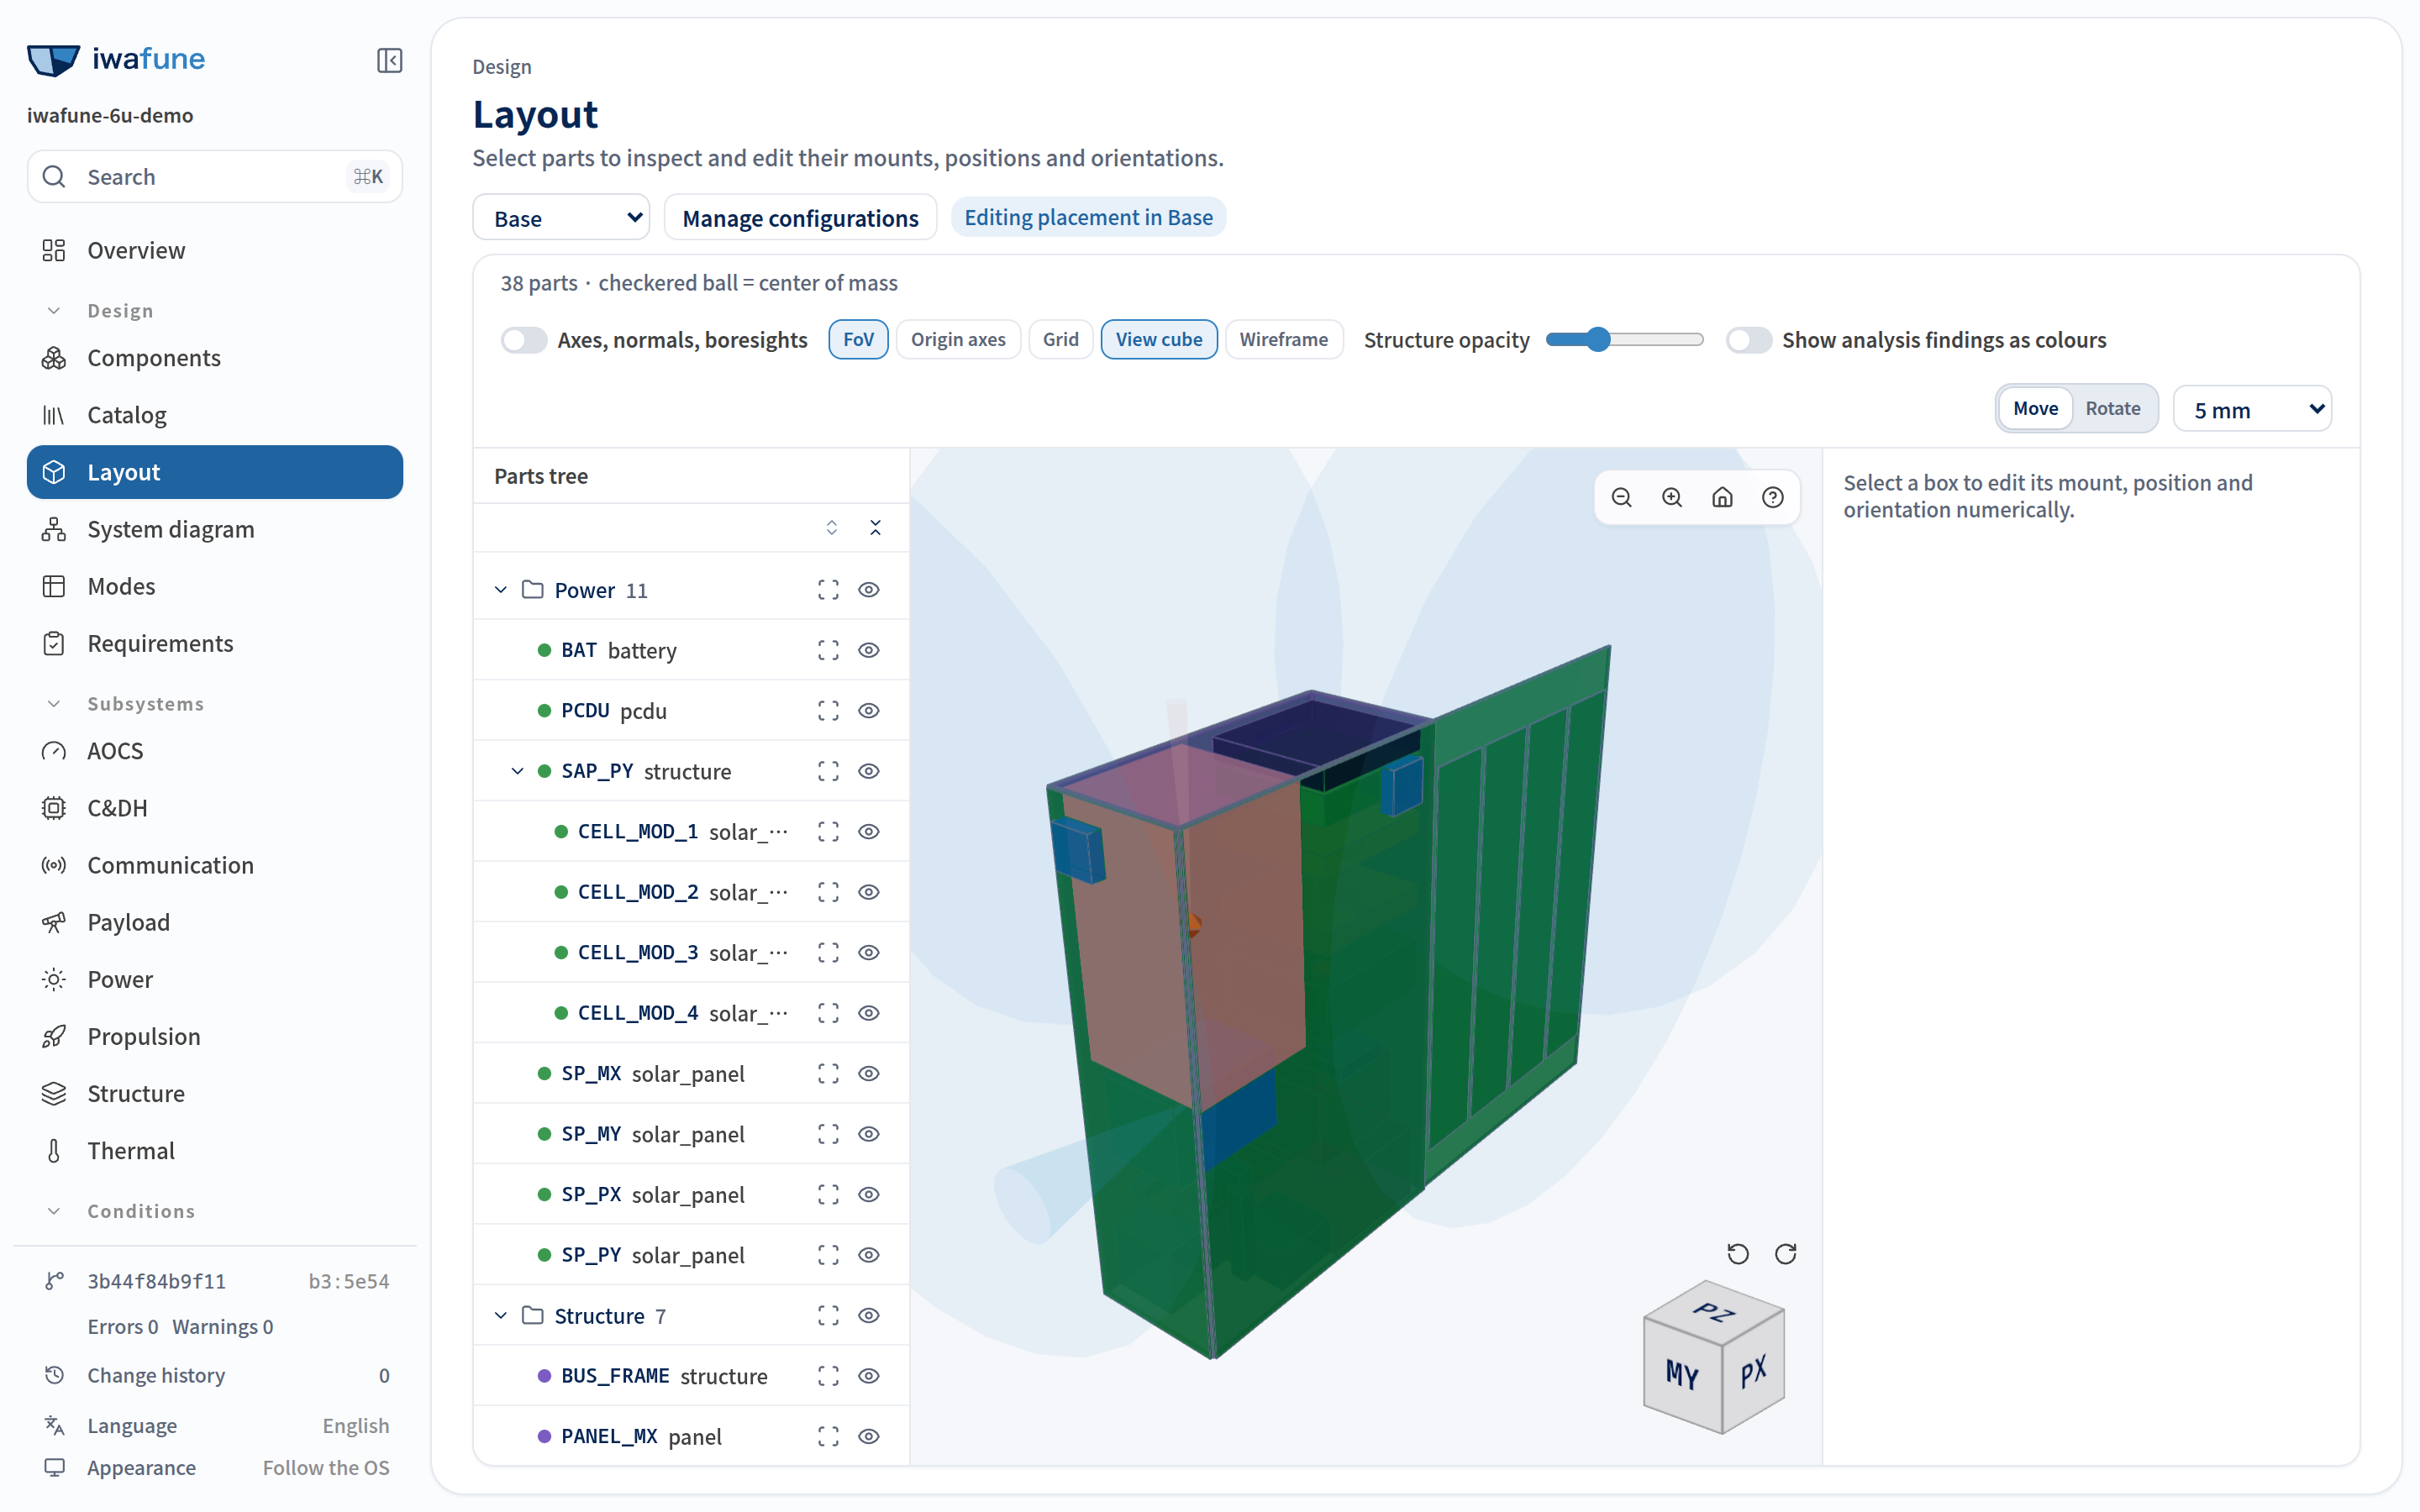 iwafune
iwafune-6u-demo
Search ⌘K
Overview
Design
Components
Catalog
Layout
System diagram
Modes
Requirements
Subsystems
AOCS
C&DH
Communication
Payload
Power
Propulsion
Structure
Thermal
Conditions
3b44f84b9f11 b3:5e54
Errors 0 Warnings 0
Change history 0
Language English
Appearance Follow the OS
Design
Layout
Select parts to inspect and edit their mounts, positions and orientations.
Base Manage configurations Editing placement in Base
38 parts · checkered ball = center of mass
Axes, normals, boresights FoV Origin axes Grid View cube Wireframe Structure opacity Show analysis findings as colours
Move Rotate 5 mm
Parts tree
Power 11
BAT battery
PCDU pcdu
SAP_PY structure
CELL_MOD_1 solar_···
CELL_MOD_2 solar_···
CELL_MOD_3 solar_···
CELL_MOD_4 solar_···
SP_MX solar_panel
SP_MY solar_panel
SP_PX solar_panel
SP_PY solar_panel
Structure 7
BUS_FRAME structure
PANEL_MX panel
PZ
MY PX
Select a box to edit its mount, position and
orientation numerically.